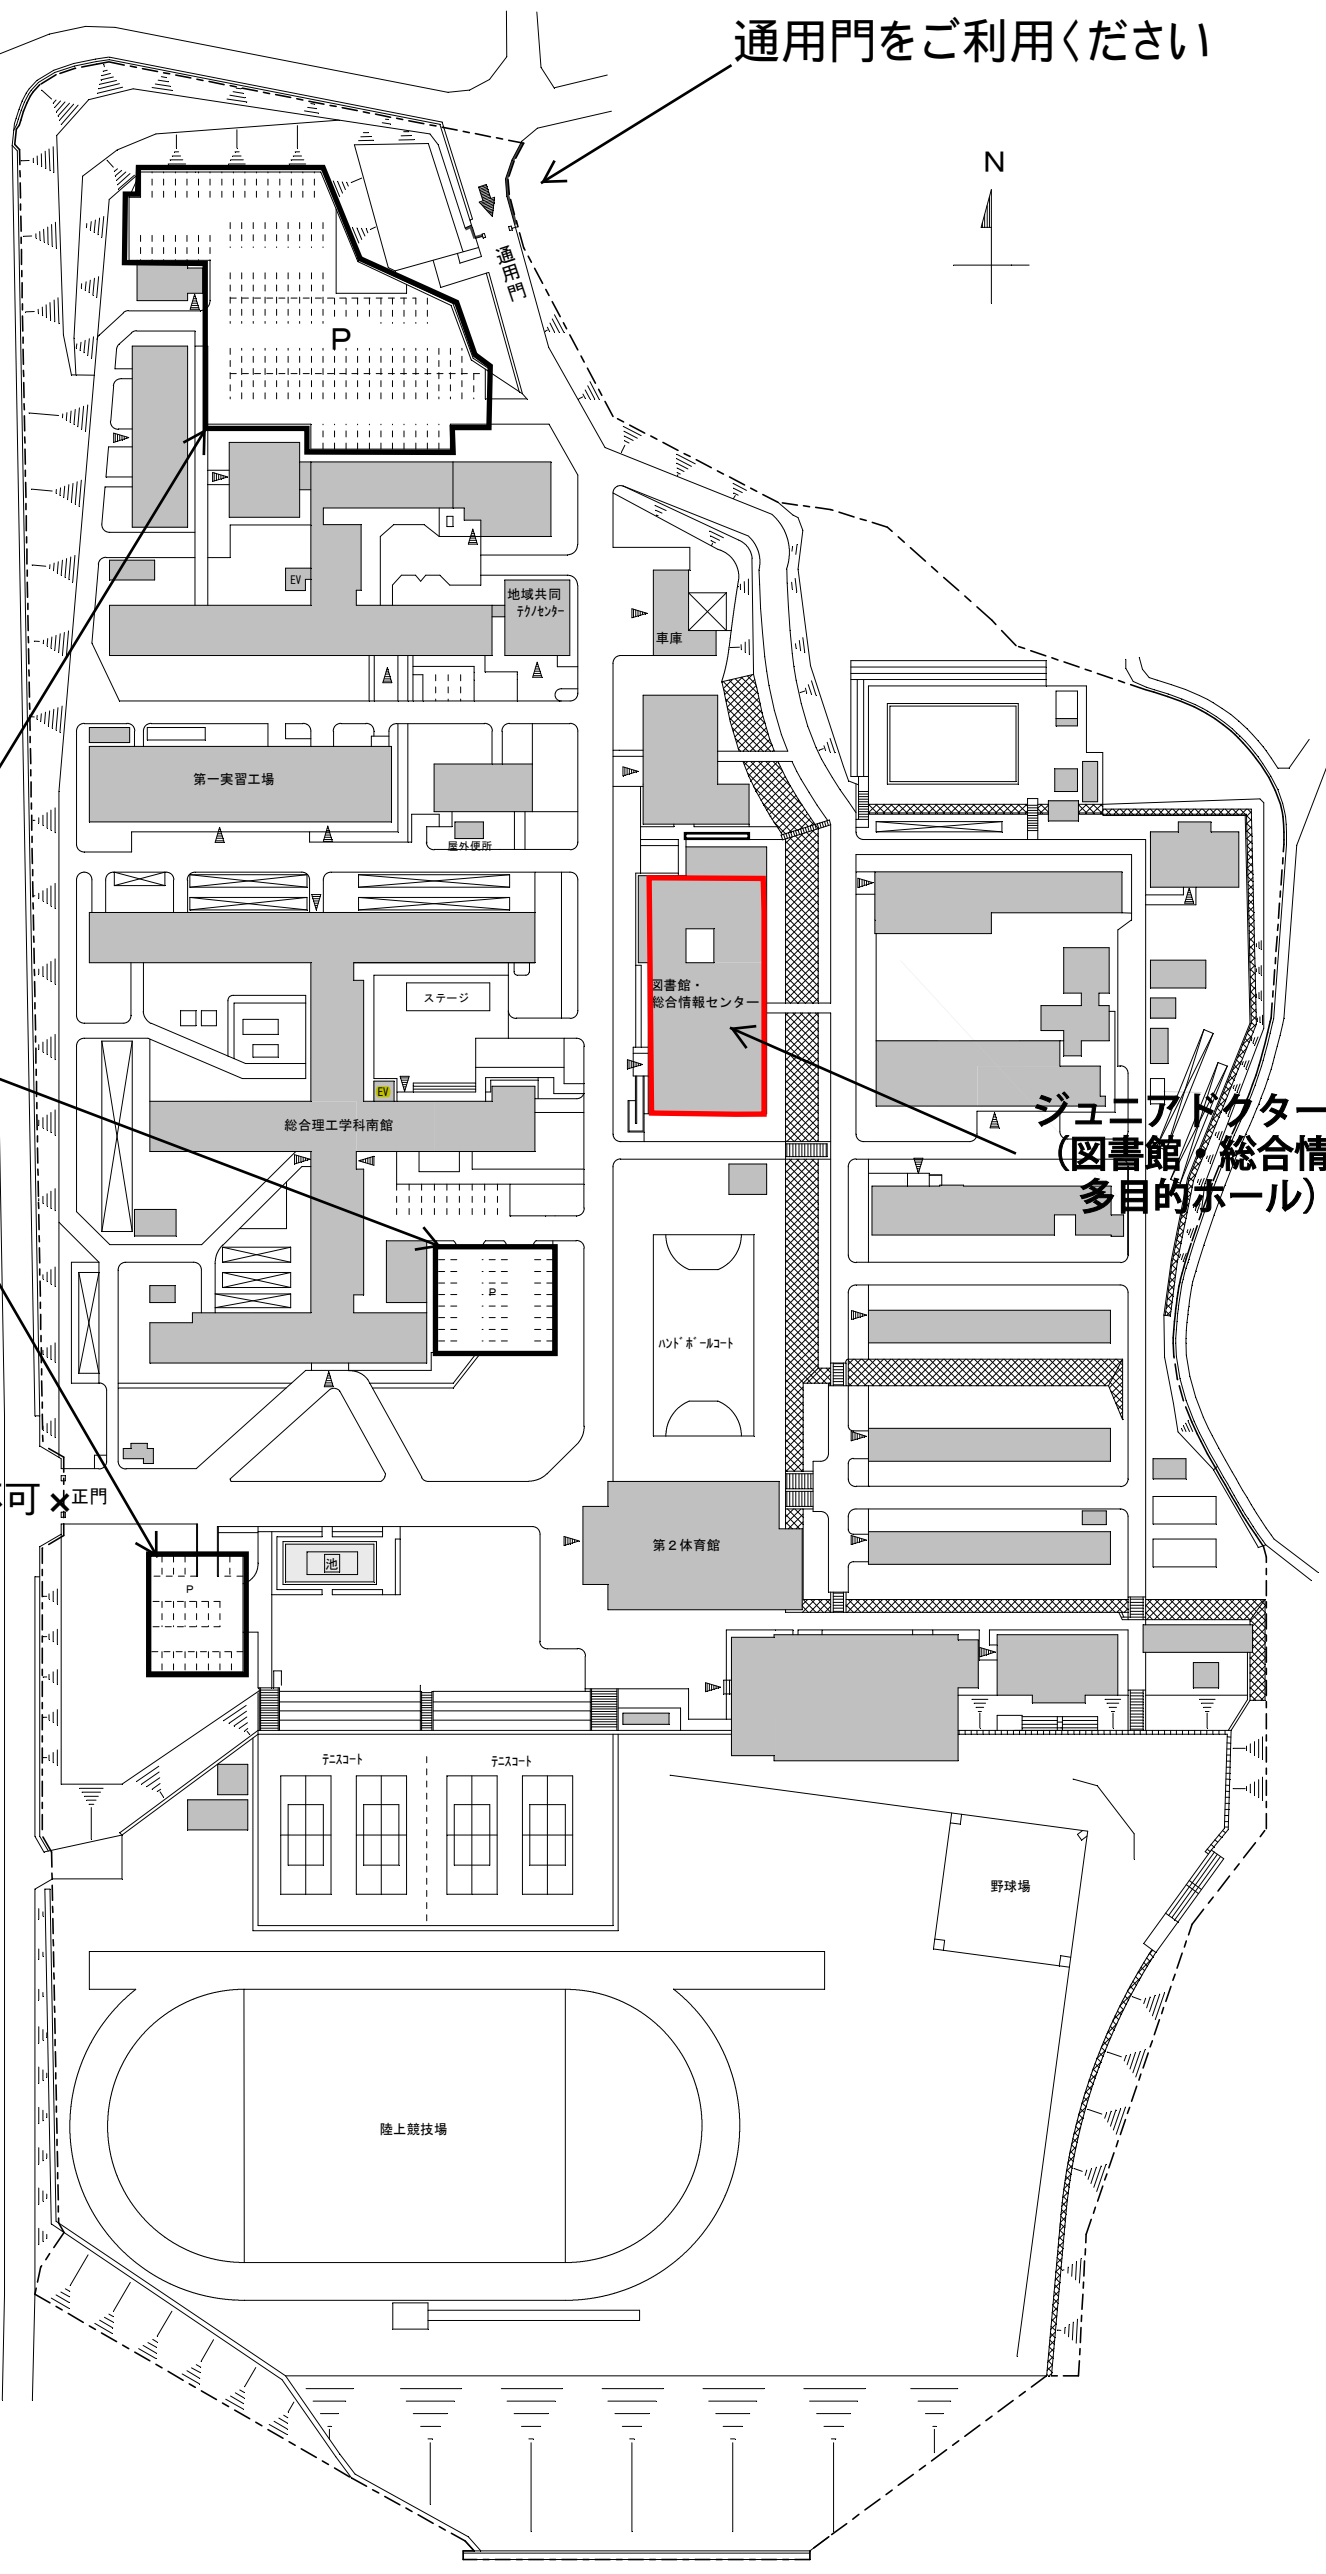 通用門をご利用ください
N
通用門
P
EV
地域共同
テクノセンター
車庫
第一実習工場
屋外便所
ステージ
図書館・
総合情報センター
EV
総合理工学科南館
ジュニアドクター
（図書館・総合情
多目的ホール）
P
ハンドボールコート
可 ×
正門
第２体育館
池
P
テニスコート
テニスコート
野球場
陸上競技場